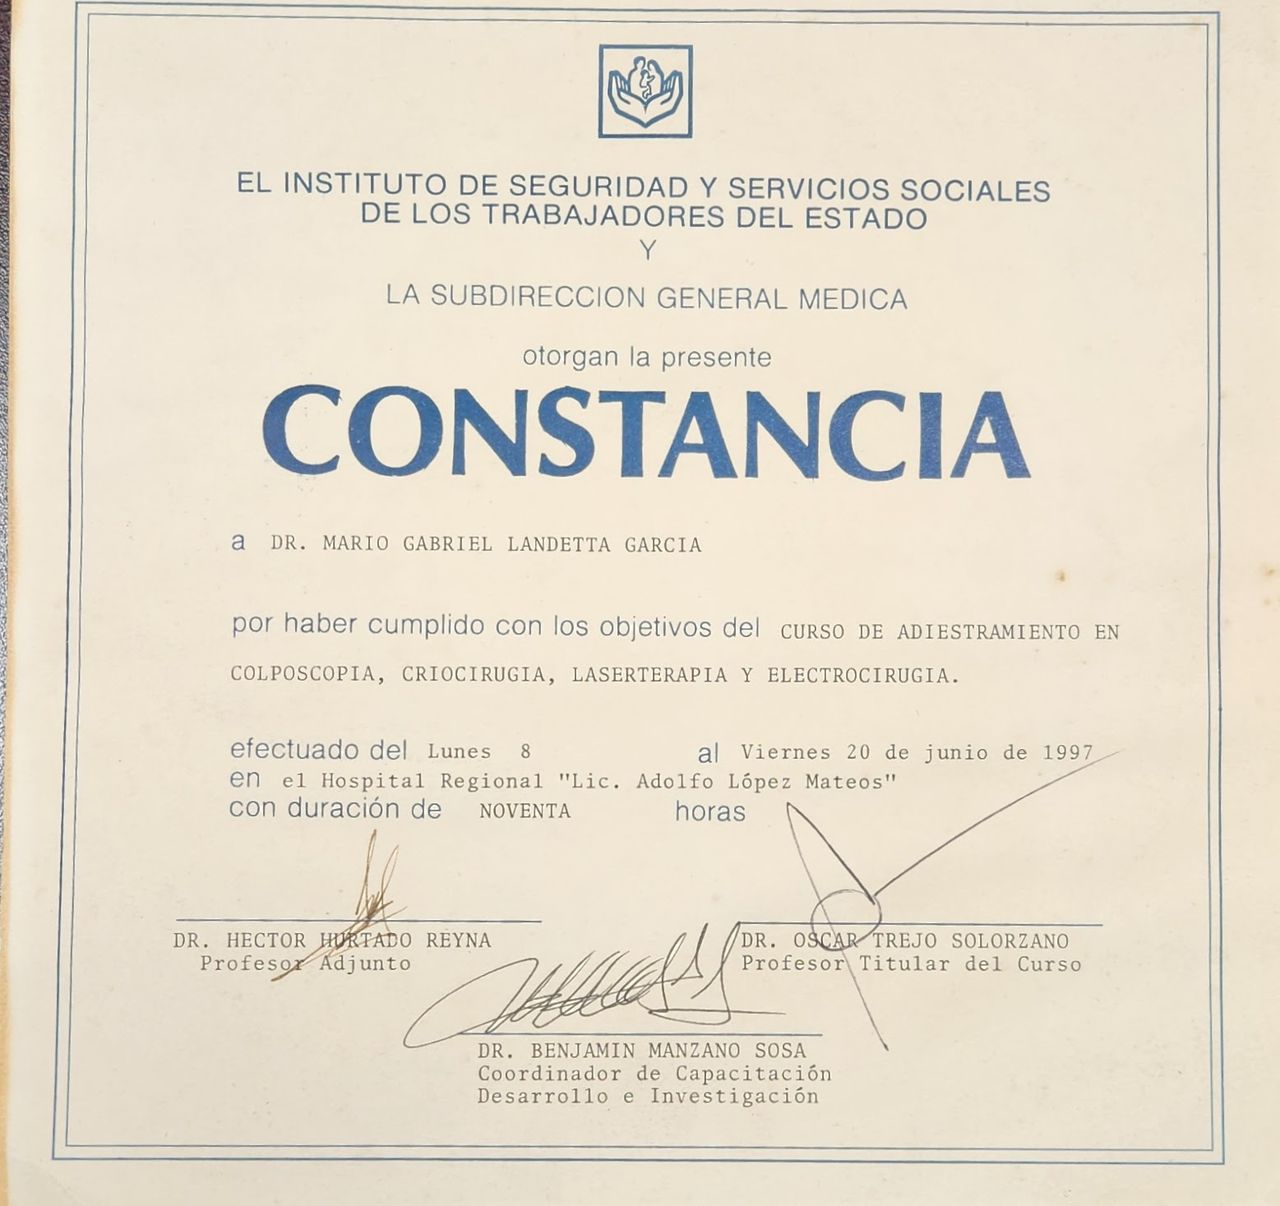 EL INSTITUTO DE SEGURIDAD Y SERVICIOS SOCIALES
DE LOS TRABAJADORES DEL ESTADO
Y
LA SUBDIRECCION GENERAL MEDICA
otorgan la presente
CONSTANCIA
a DR. MARIO GABRIEL LANDETTA GARCIA
por haber cumplido con los objetivos del CURSO DE ADIESTRAMIENTO EN
COLPOSCOPIA, CRIOCIRUGIA, LASERTERAPIA Y ELECTROCIRUGIA.
efectuado del Lunes 8 al Viernes 20 de junio de 1997
en el Hospital Regional "Lic. Adolfo López Mateos"
con duración de NOVENTA horas
DR. HECTOR HURTADO REYNA
Profesor Adjunto
DR. OSCAR TREJO SOLORZANO
Profesor Titular del Curso
DR. BENJAMIN MANZANO SOSA
Coordinador de Capacitación
Desarrollo e Investigación